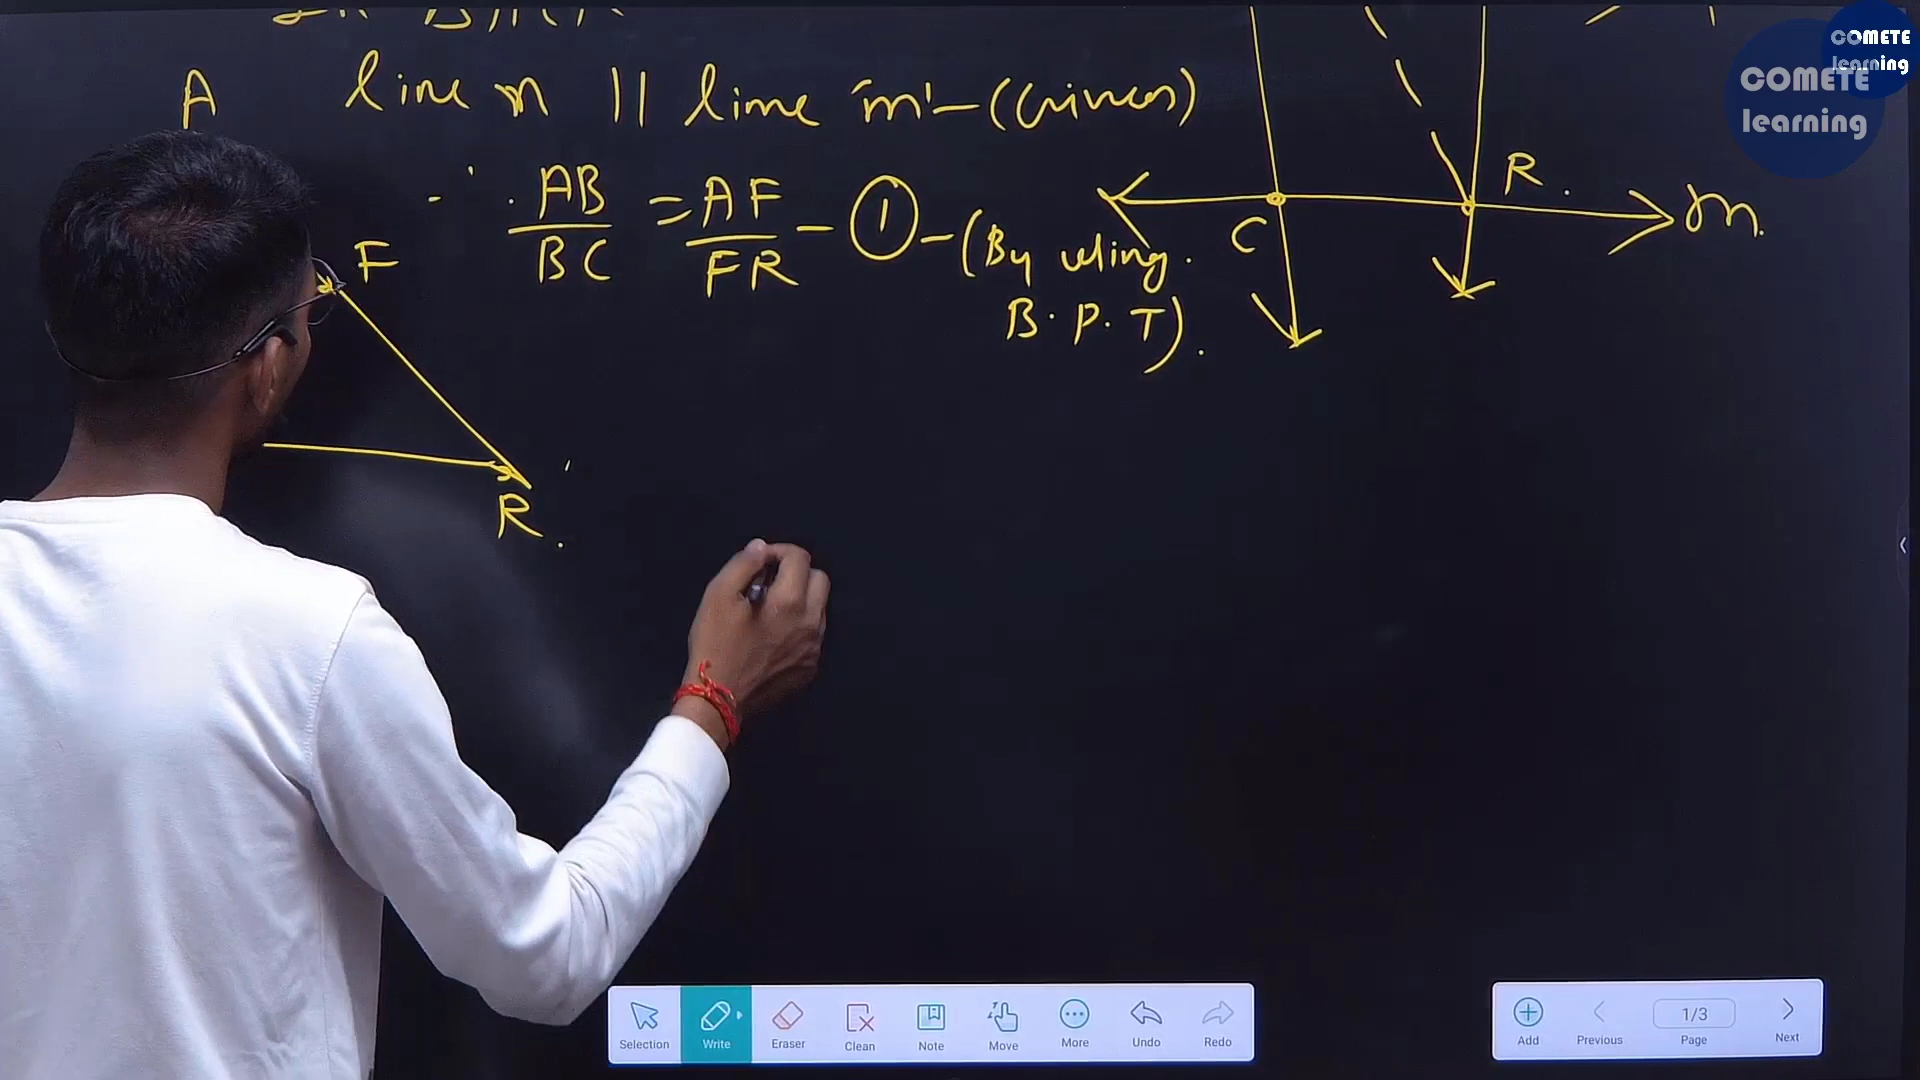 A line n || line 'm' - (Given)
∴ AB/BC = AF/FR - ① - (By using
B.P.T).
F
R.
R.
C
m.
COMETE
learning
COMETE
learning
Selection Write Eraser Clean Note Move More Undo Redo
Add Previous 1/3 Page Next